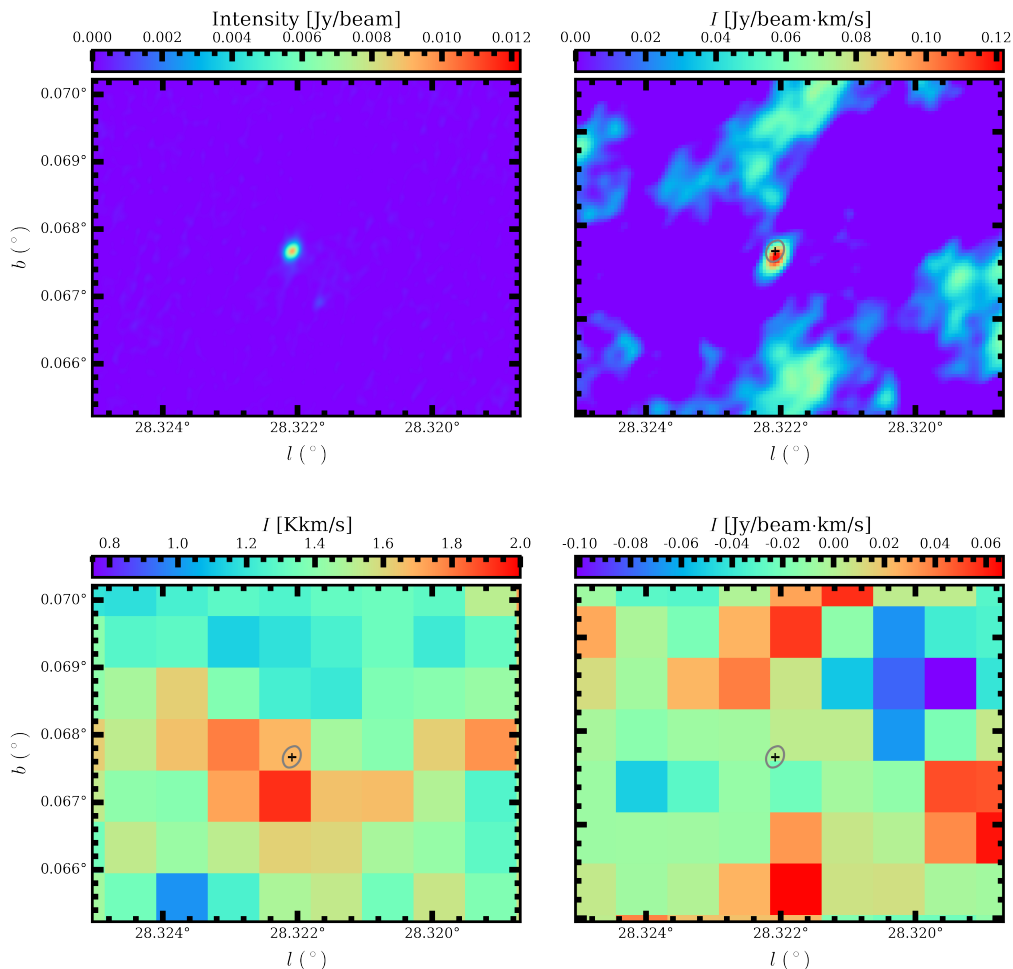 Intensity [Jy/beam]
0.000 0.002 0.004 0.006 0.008 0.010 0.012
I [Jy/beam·km/s]
0.00 0.02 0.04 0.06 0.08 0.10 0.12
0.070°
0.069°
0.068°
0.067°
0.066°
b (°)
28.324° 28.322° 28.320°
l (°)
28.324° 28.322° 28.320°
l (°)
I [Kkm/s]
0.8 1.0 1.2 1.4 1.6 1.8 2.0
I [Jy/beam·km/s]
-0.10 -0.08 -0.06 -0.04 -0.02 0.00 0.02 0.04 0.06
0.070°
0.069°
0.068°
0.067°
0.066°
b (°)
28.324° 28.322° 28.320°
l (°)
28.324° 28.322° 28.320°
l (°)